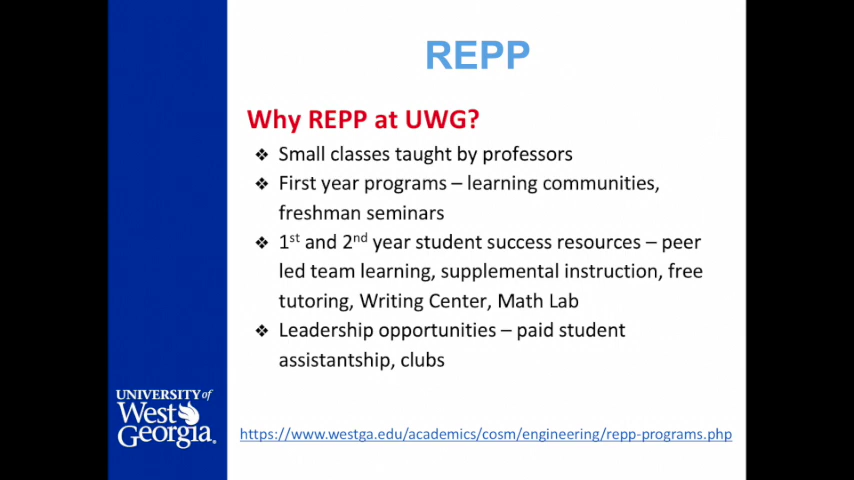 REPP
Why REPP at UWG?
❖ Small classes taught by professors
❖ First year programs – learning communities,
freshman seminars
❖ 1st and 2nd year student success resources – peer
led team learning, supplemental instruction, free
tutoring, Writing Center, Math Lab
❖ Leadership opportunities – paid student
assistantship, clubs
UNIVERSITY of
West
Georgia.
https://www.westga.edu/academics/cosm/engineering/repp-programs.php